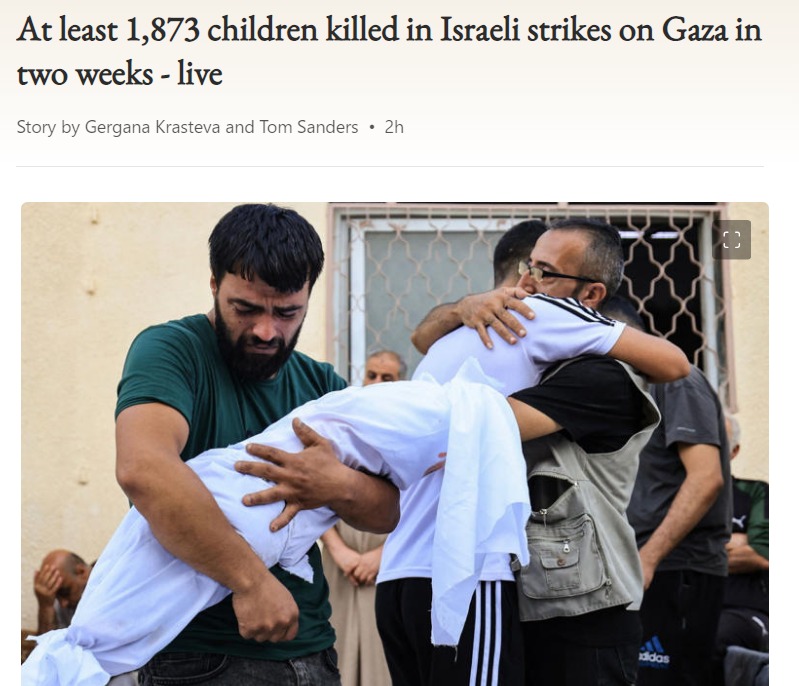 At least 1,873 children killed in Israeli strikes on Gaza in
two weeks - live
Story by Gergana Krasteva and Tom Sanders • 2h
adidas